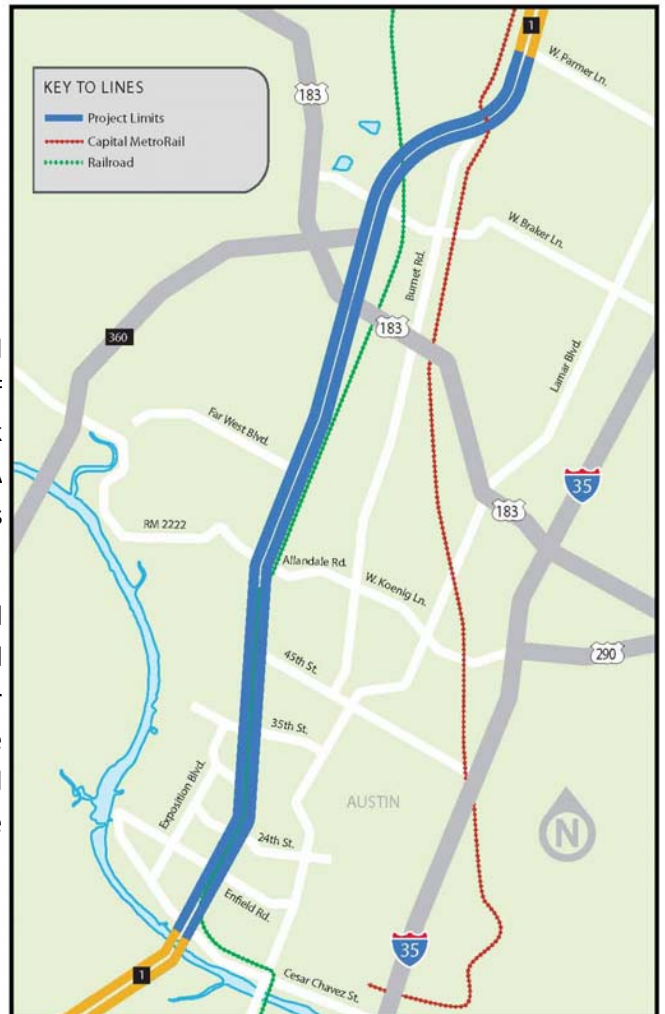 1
W. Parmer Ln.
KEY TO LINES
Project Limits
Capital MetroRail
Railroad
183
W. Braker Ln.
Burnet Rd.
183
360
Lamar Blvd.
Far West Blvd.
35
183
RM 2222
Allandale Rd.
W. Koenig Ln.
290
45th St.
35th St.
Exposition Blvd.
AUSTIN
N
24th St.
Enfield Rd.
35
1
Cesar Chavez St.